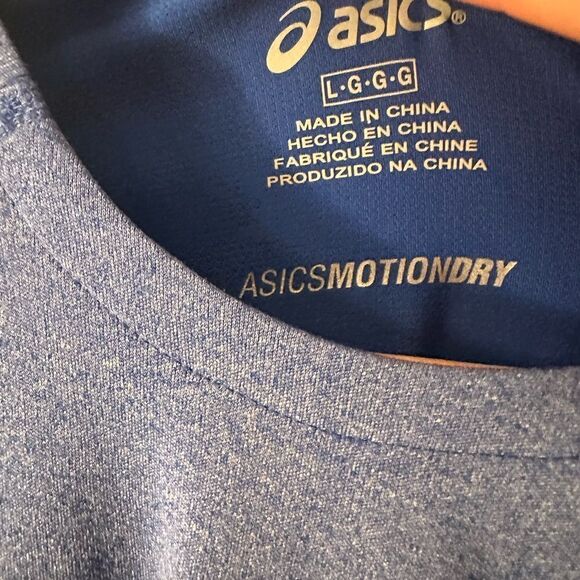 asics®
L·G·G·G
MADE IN CHINA
HECHO EN CHINA
FABRIQUÉ EN CHINE
PRODUZIDO NA CHINA
ASICSMOTIONDRY